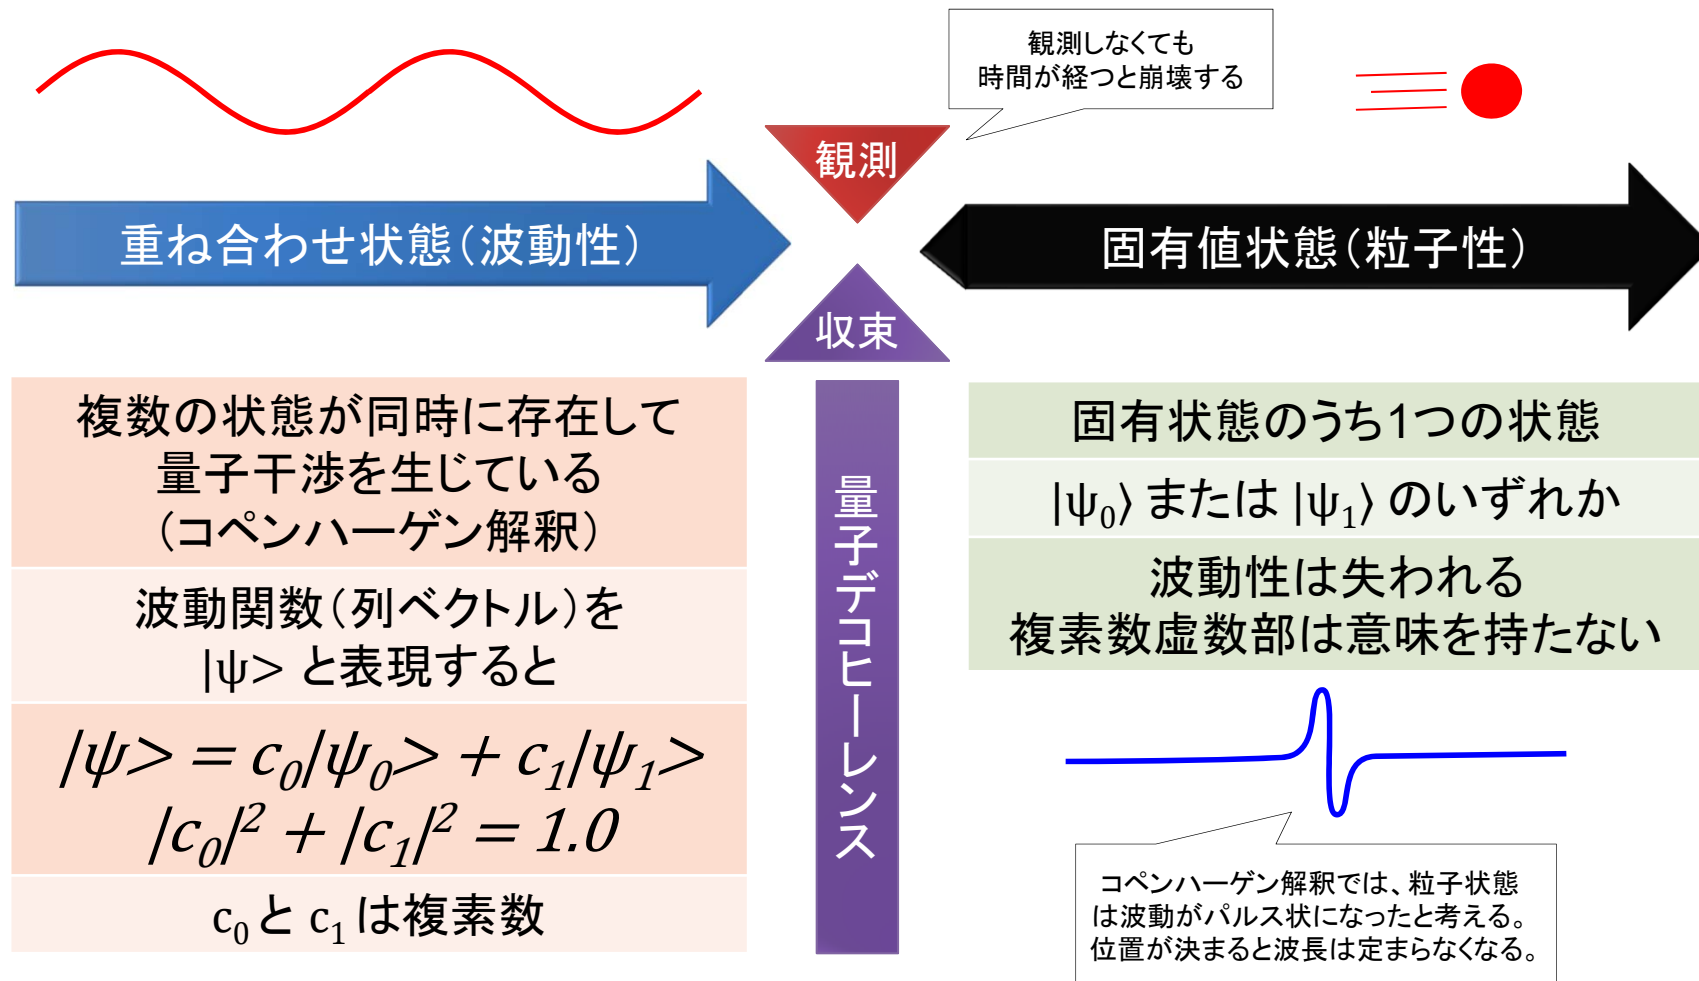 観測しなくても
時間が経つと崩壊する
観測
重ね合わせ状態（波動性）
固有値状態（粒子性）
収束
複数の状態が同時に存在して
量子干渉を生じている
（コペンハーゲン解釈）
波動関数（列ベクトル）を
|ψ> と表現すると
|ψ> = c₀|ψ₀> + c₁|ψ₁>
|c₀|² + |c₁|² = 1.0
c₀ と c₁ は複素数
量子デコヒーレンス
固有状態のうち1つの状態
|ψ₀⟩ または |ψ₁⟩ のいずれか
波動性は失われる
複素数虚数部は意味を持たない
コペンハーゲン解釈では、粒子状態
は波動がパルス状になったと考える。
位置が決まると波長は定まらなくなる。